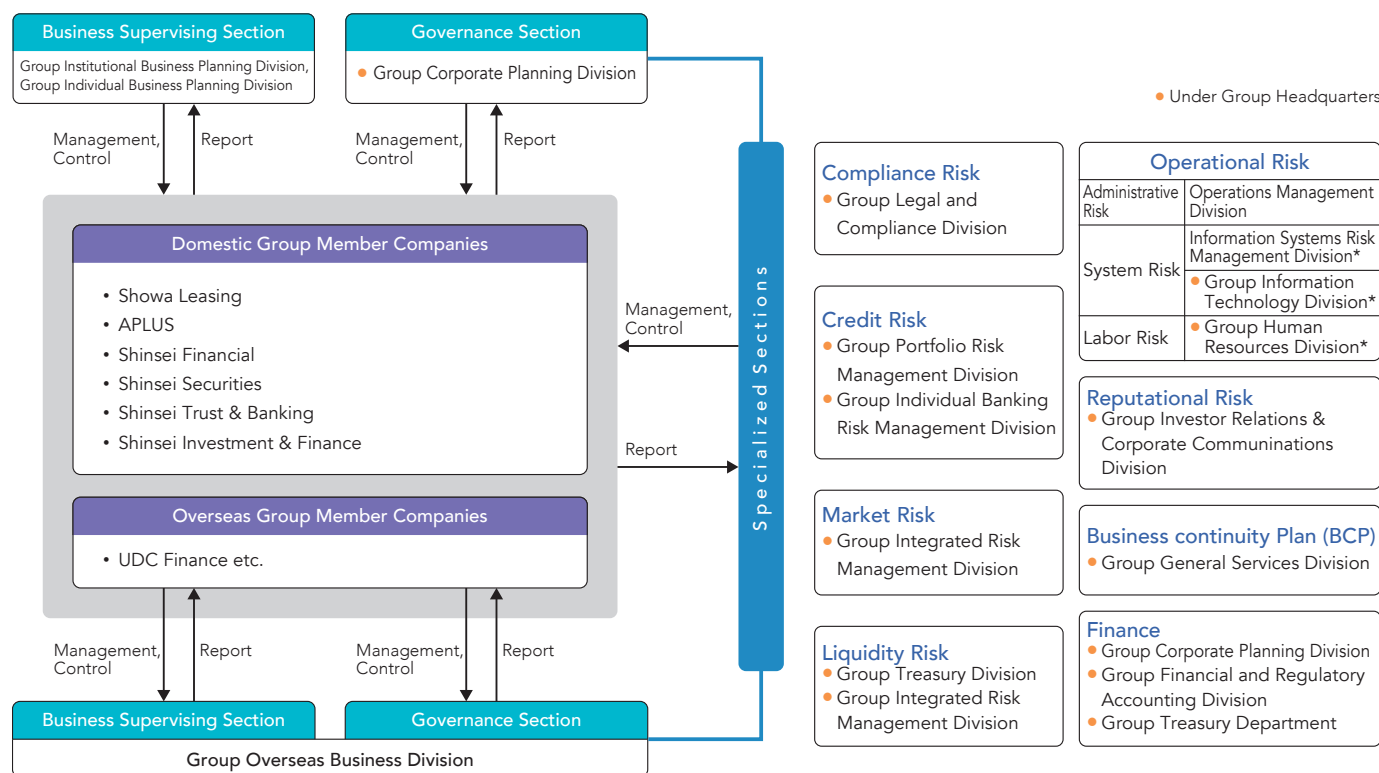 Business Supervising Section
Group Institutional Business Planning Division,
Group Individual Business Planning Division
Governance Section
• Group Corporate Planning Division
• Under Group Headquarters
Management,
Control
Report
Management,
Control
Report
Domestic Group Member Companies
• Showa Leasing
• APLUS
• Shinsei Financial
• Shinsei Securities
• Shinsei Trust & Banking
• Shinsei Investment & Finance
Overseas Group Member Companies
• UDC Finance etc.
Management,
Control
Report
Management,
Control
Report
Management,
Control
Report
Business Supervising Section
Governance Section
Group Overseas Business Division
Specialized Sections
Compliance Risk
• Group Legal and
Compliance Division
Credit Risk
• Group Portfolio Risk
Management Division
• Group Individual Banking
Risk Management Division
Market Risk
• Group Integrated Risk
Management Division
Liquidity Risk
• Group Treasury Division
• Group Integrated Risk
Management Division
Operational Risk
Administrative
Risk
Operations Management
Division
System Risk
Information Systems Risk
Management Division*
• Group Information
Technology Division*
Labor Risk
• Group Human
Resources Division*
Reputational Risk
• Group Investor Relations &
Corporate Communinations
Division
Business continuity Plan (BCP)
• Group General Services Division
Finance
• Group Corporate Planning Division
• Group Financial and Regulatory
Accounting Division
• Group Treasury Department